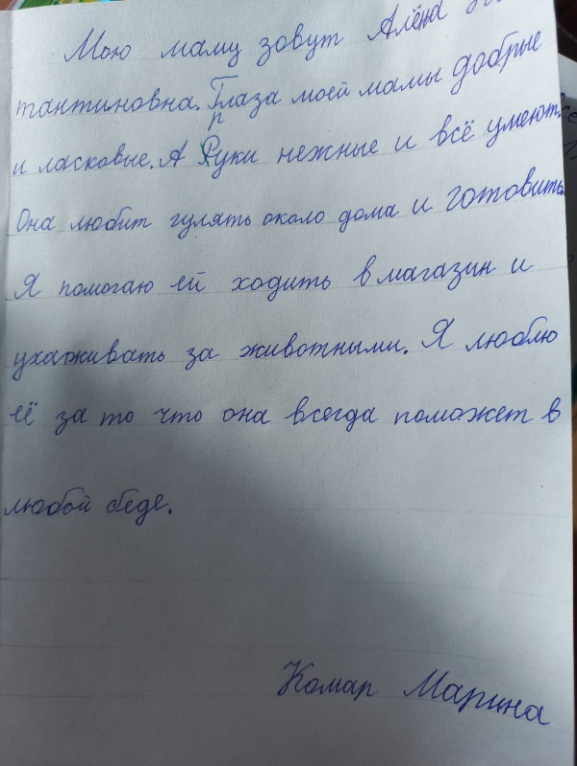 Мою маму зовут Алёна
тантиновна. Глаза моей мамы добрые
и ласковые. А руки нежные и всё умеют.
Она любит гулять около дома и готовить.
Я помогаю ей ходить в магазин и
ухаживать за животными. Я люблю
её за то что она всегда поможет в
любой беде.
Комар Марина